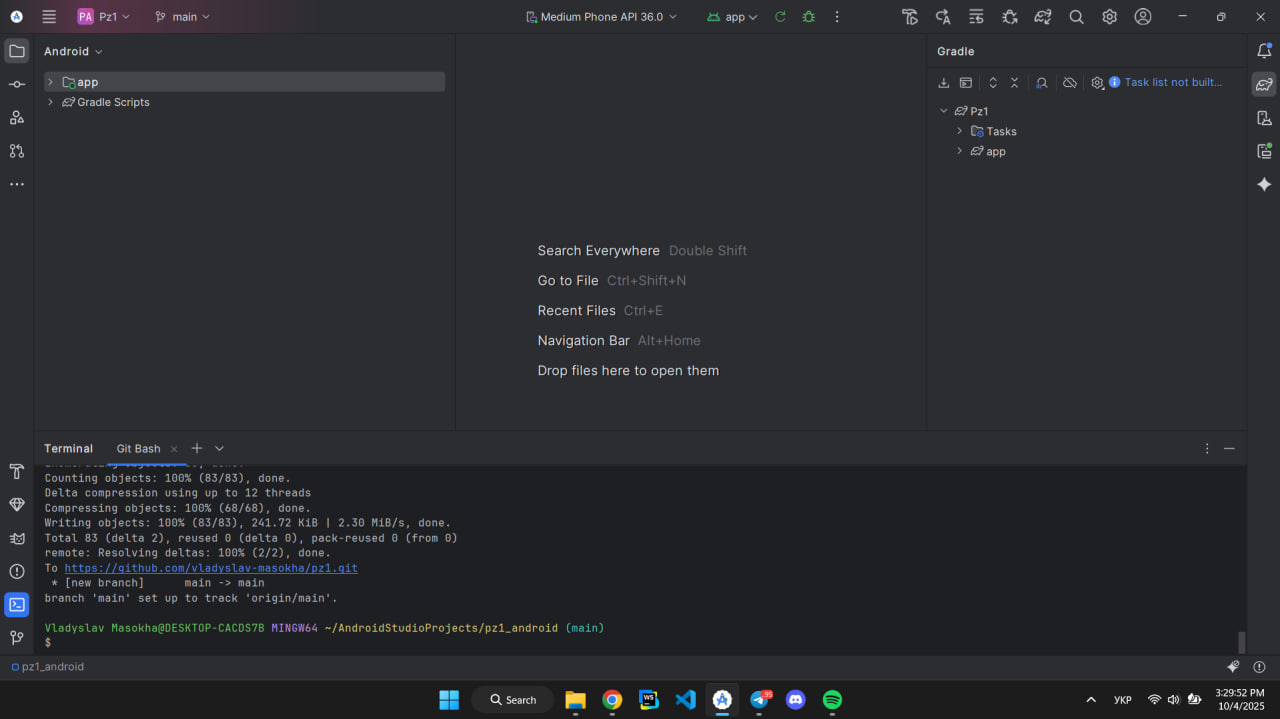 PA Pz1
main
Medium Phone API 36.0
app
Android
app
Gradle Scripts
Search Everywhere Double Shift
Go to File Ctrl+Shift+N
Recent Files Ctrl+E
Navigation Bar Alt+Home
Drop files here to open them
Gradle
Task list not built...
Pz1
Tasks
app
Terminal Git Bash
Counting objects: 100% (83/83), done.
Delta compression using up to 12 threads
Compressing objects: 100% (68/68), done.
Writing objects: 100% (83/83), 241.72 KiB | 2.30 MiB/s, done.
Total 83 (delta 2), reused 0 (delta 0), pack-reused 0 (from 0)
remote: Resolving deltas: 100% (2/2), done.
To https://github.com/vladyslav-masokha/pz1.git
* [new branch] main -> main
branch 'main' set up to track 'origin/main'.
Vladyslav Masokha@DESKTOP-CACDS7B MINGW64 ~/AndroidStudioProjects/pz1_android (main)
$
pz1_android
Search
WS
УКР
3:29:52 PM
10/4/2025